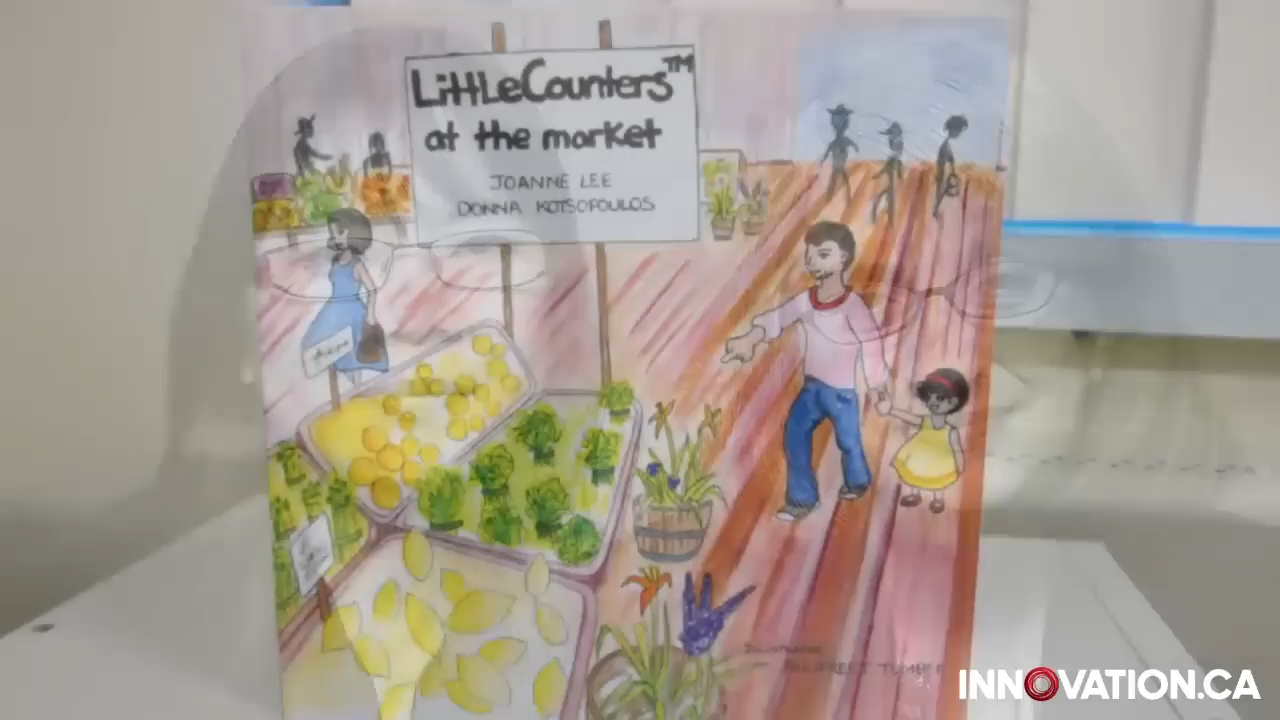 LittleCounters™
at the market
JOANNE LEE
DONNA KOTSOPOULOS
INNOVATION.CA